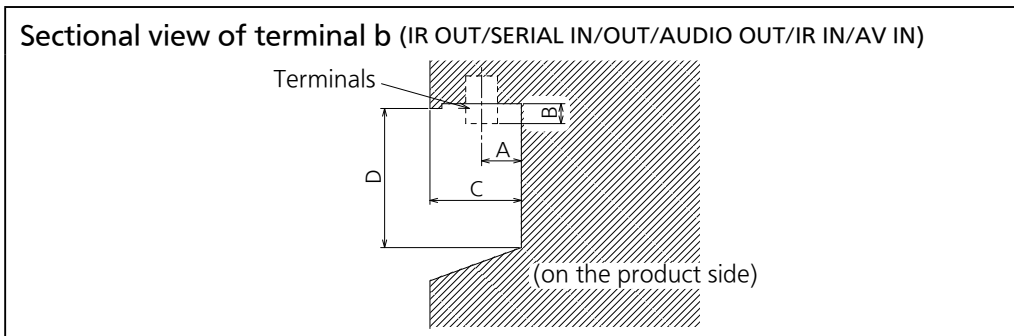 Sectional view of terminal b (IR OUT/SERIAL IN/OUT/AUDIO OUT/IR IN/AV IN)
Terminals
B
A
D
C
(on the product side)